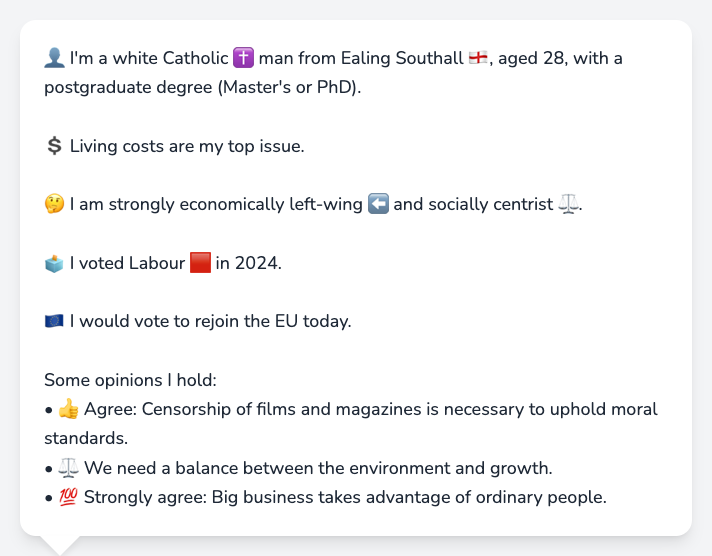 👤 I'm a white Catholic ✝️ man from Ealing Southall 🏴󠁧󠁢󠁥󠁮󠁧󠁿, aged 28, with a
postgraduate degree (Master's or PhD).
💲 Living costs are my top issue.
🤔 I am strongly economically left-wing ⬅️ and socially centrist ⚖️.
🗳️ I voted Labour 🟥 in 2024.
🇪🇺 I would vote to rejoin the EU today.
Some opinions I hold:
• 👍 Agree: Censorship of films and magazines is necessary to uphold moral
standards.
• ⚖️ We need a balance between the environment and growth.
• 💯 Strongly agree: Big business takes advantage of ordinary people.